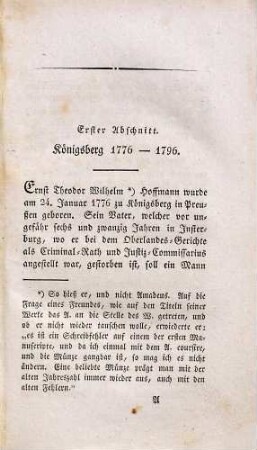 Erster Abschnitt.
Königsberg 1776 — 1796.
Ernst Theodor Wilhelm *) Hoffmann wurde
am 24. Januar 1776 zu Königsberg in Preu-
ßen geboren. Sein Vater, welcher vor un-
gefähr sechs und zwanzig Jahren in Inster-
burg, wo er bei dem Oberlandes-Gerichte
als Criminal-Rath und Justiz-Commissarius
angestellt war, gestorben ist, soll ein Mann
*) So hieß er, und nicht Amadeus. Auf die
Frage eines Freundes, wie auf den Titeln seiner
Werke das A. an die Stelle des W. getreten, und
ob er nicht wieder tauschen wolle, erwiederte er:
„es ist ein Schreibfehler auf einem der ersten Manu-
scripte, und da ich einmal mit dem A. coursire,
und die Münze gangbar ist, so mag ich es nicht
ändern. Eine beliebte Münze prägt man mit der
alten Jahrszahl immer wieder aus, auch mit den
alten Fehlern.“
A